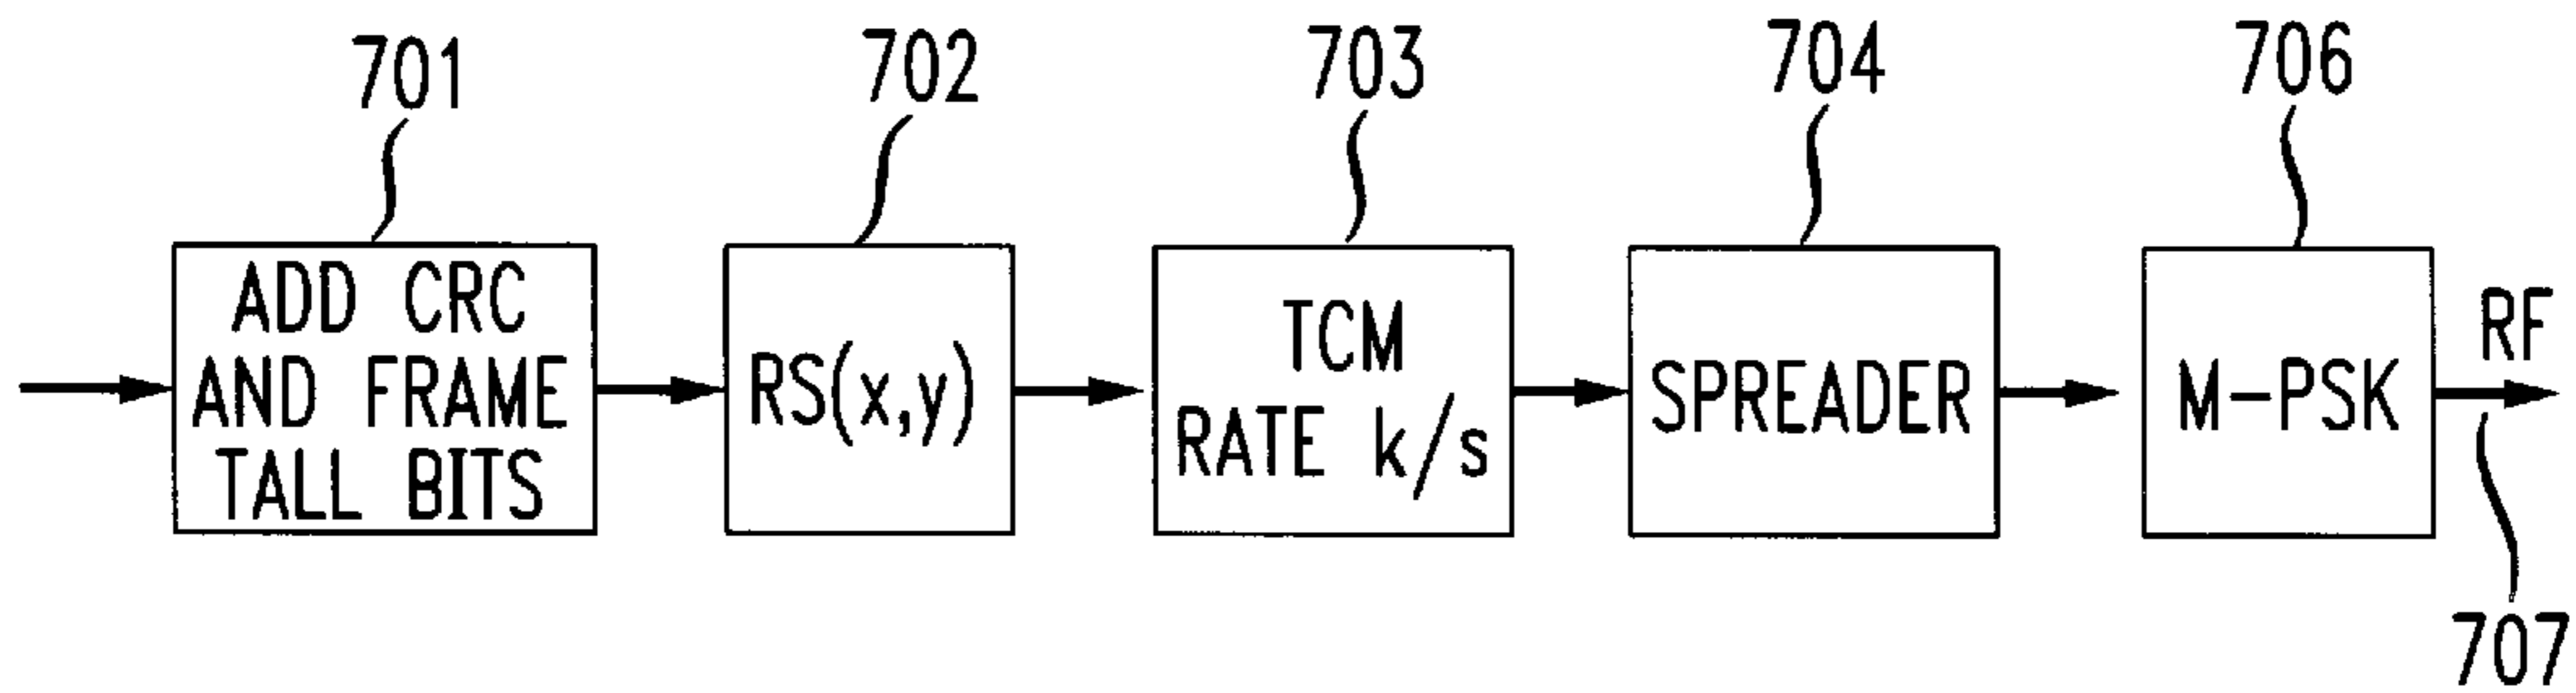 701
702
703
704
706
ADD CRC
AND FRAME
TALL BITS
RS(x,y)
TCM
RATE k/s
SPREADER
M-PSK
RF
707